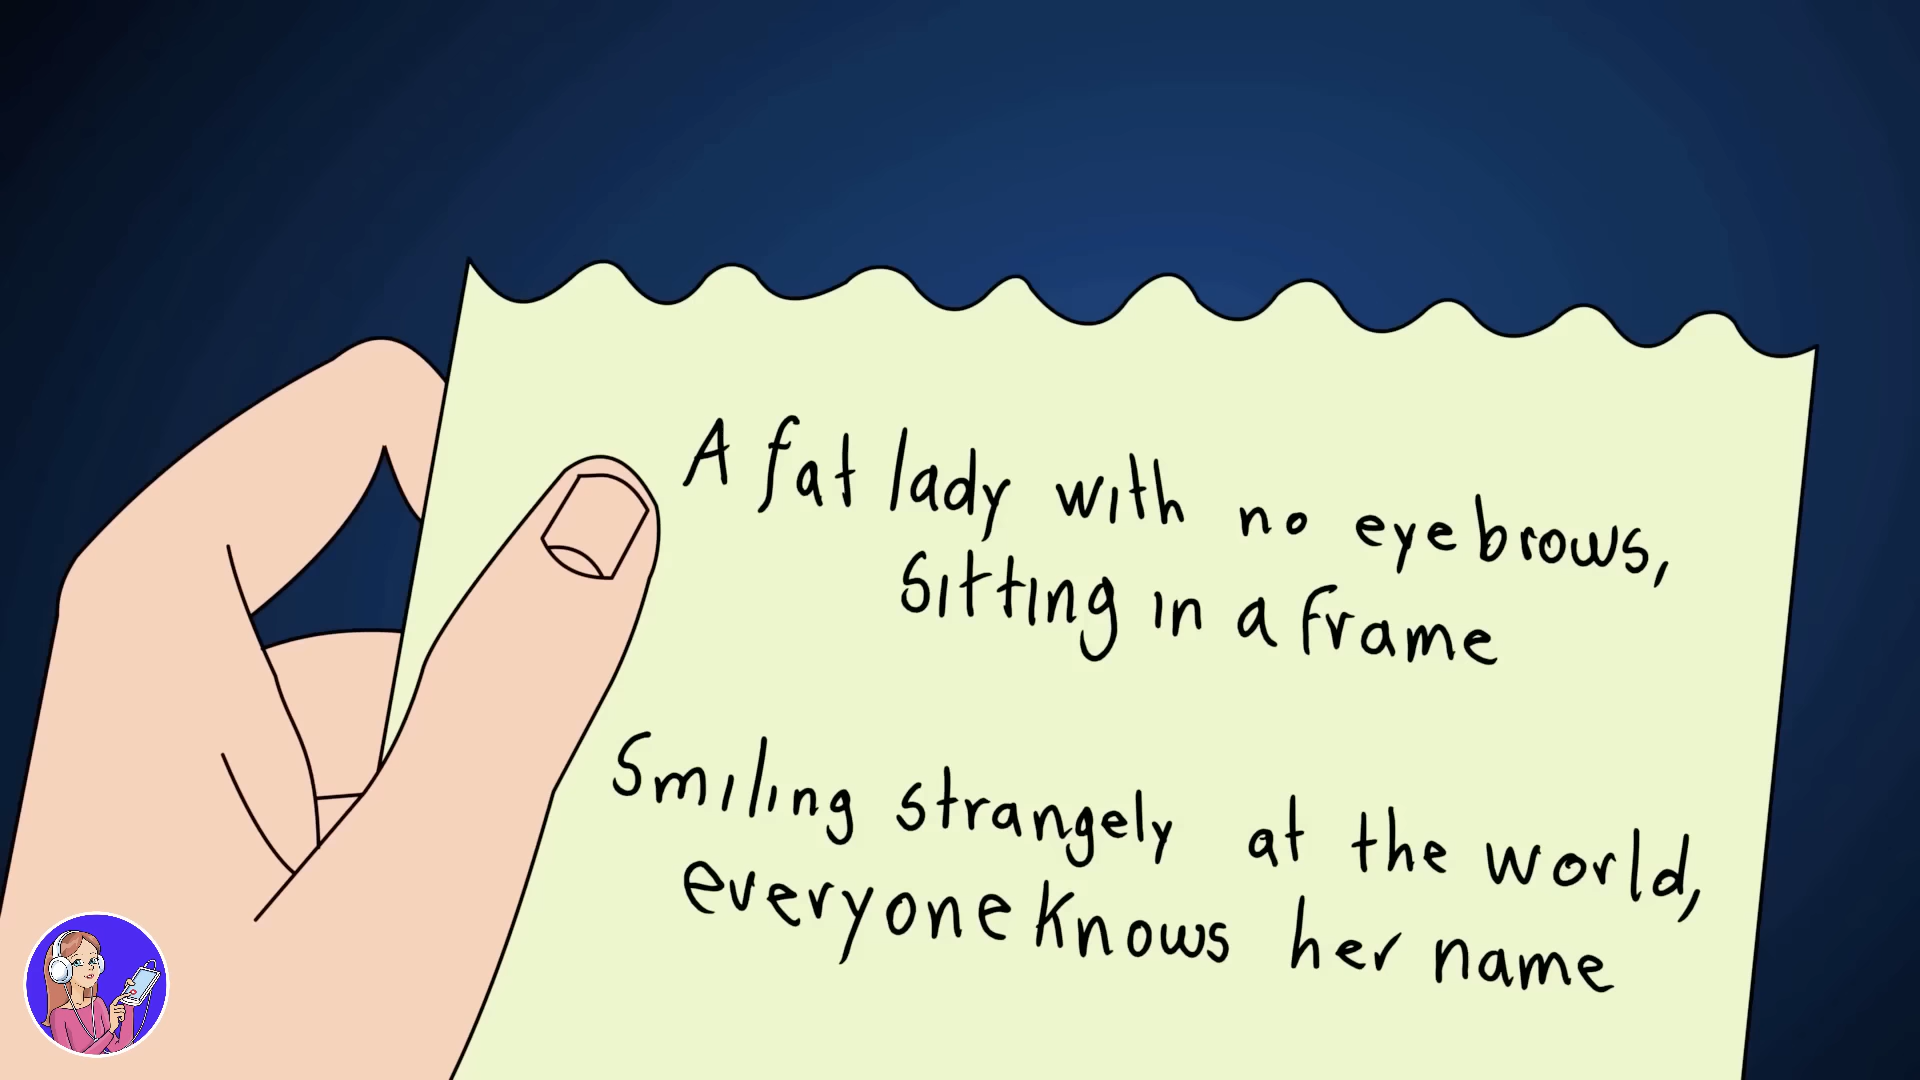 A fat lady with no eyebrows,
Sitting in a frame
Smiling strangely at the world,
everyone knows her name